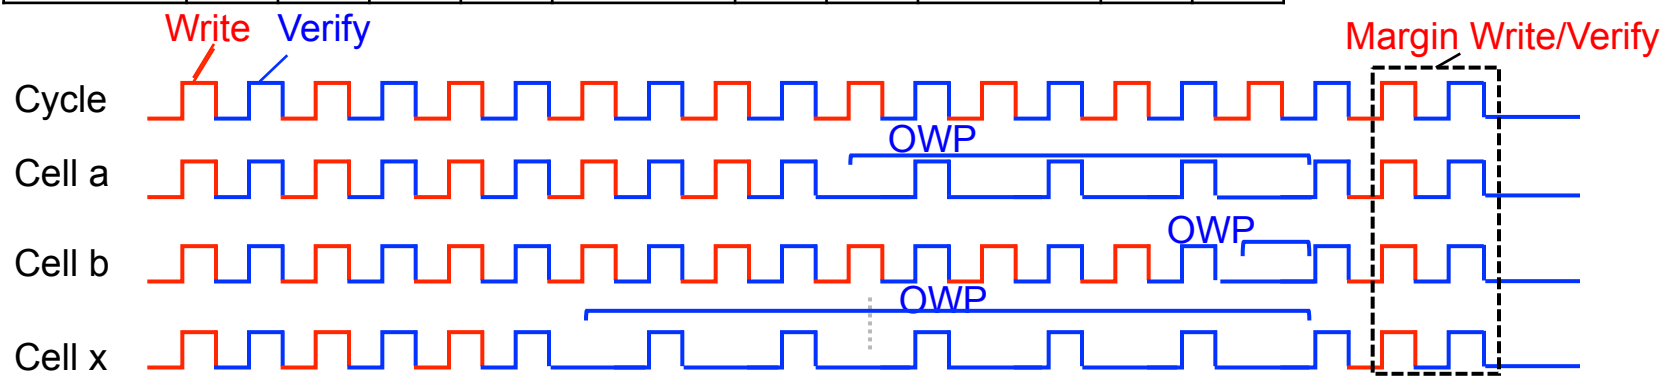 Write Verify
Margin Write/Verify
Cycle
OWP
Cell a
OWP
Cell b
OWP
Cell x